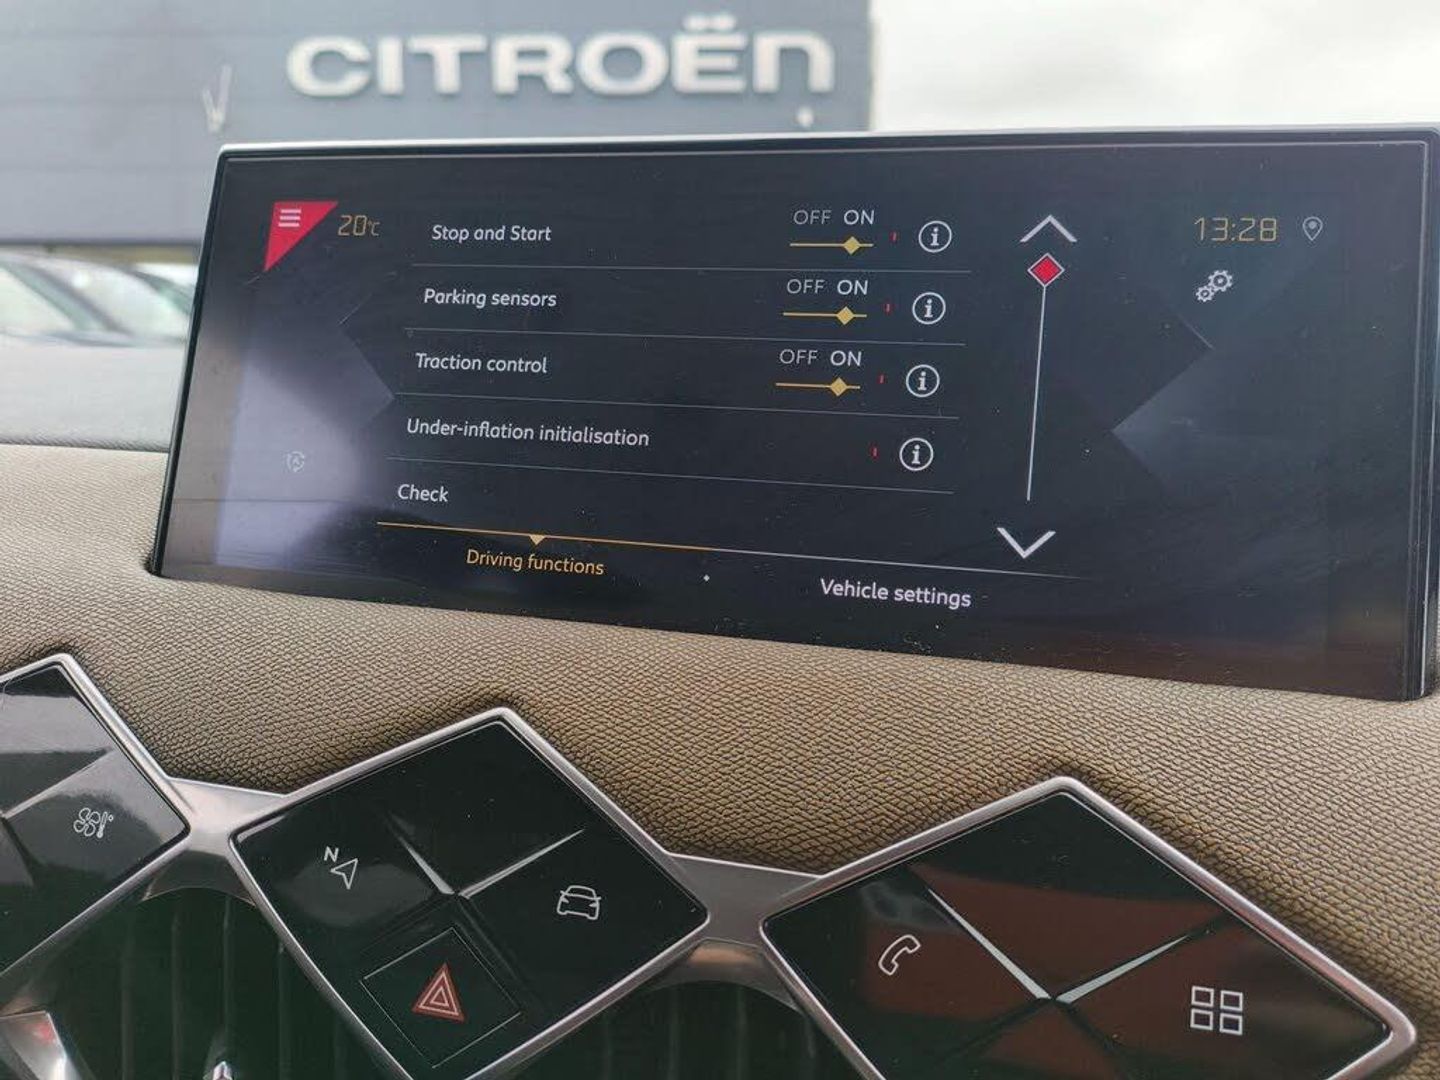 CITROËN
20°C
Stop and Start OFF ON
13:28
Parking sensors OFF ON
Traction control OFF ON
Under-inflation initialisation
Check
Driving functions
Vehicle settings
N